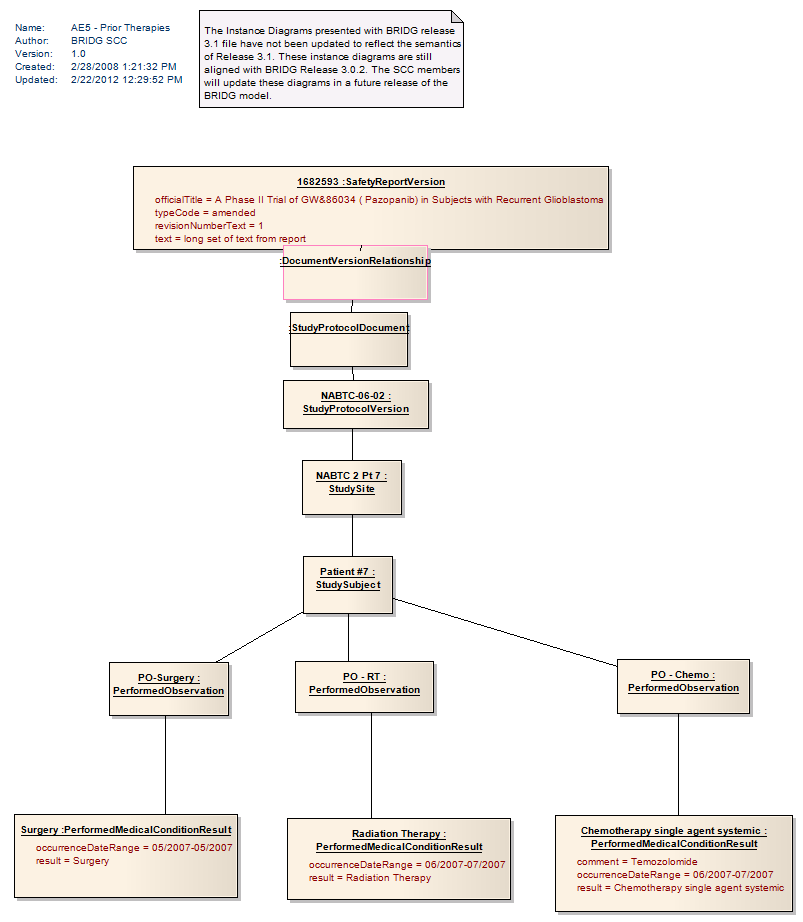 Name: AE5 - Prior Therapies
Author: BRIDG SCC
Version: 1.0
Created: 2/28/2008 1:21:32 PM
Updated: 2/22/2012 12:29:52 PM
The Instance Diagrams presented with BRIDG release
3.1 file have not been updated to reflect the semantics
of Release 3.1. These instance diagrams are still
aligned with BRIDG Release 3.0.2. The SCC members
will update these diagrams in a future release of the
BRIDG model.
1682593 :SafetyReportVersion
officialTitle = A Phase II Trial of GW&86034 ( Pazopanib) in Subjects with Recurrent Glioblastoma
typeCode = amended
revisionNumberText = 1
text = long set of text from report
:DocumentVersionRelationship
:StudyProtocolDocument
NABTC-06-02 :
StudyProtocolVersion
NABTC 2 Pt 7 :
StudySite
Patient #7 :
StudySubject
PO-Surgery :
PerformedObservation
PO - RT :
PerformedObservation
PO - Chemo :
PerformedObservation
Surgery :PerformedMedicalConditionResult
occurrenceDateRange = 05/2007-05/2007
result = Surgery
Radiation Therapy :
PerformedMedicalConditionResult
occurrenceDateRange = 06/2007-07/2007
result = Radiation Therapy
Chemotherapy single agent systemic :
PerformedMedicalConditionResult
comment = Temozolomide
occurrenceDateRange = 06/2007-07/2007
result = Chemotherapy single agent systemic